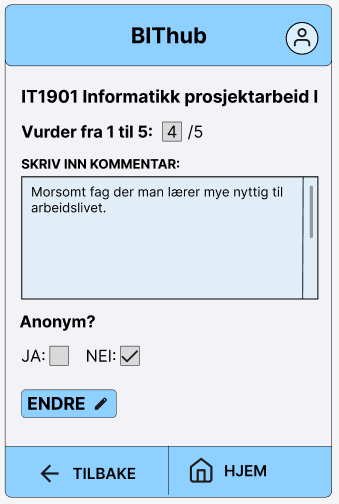 BIThub
IT1901 Informatikk prosjektarbeid I
Vurder fra 1 til 5: 4 /5
SKRIV INN KOMMENTAR:
Morsomt fag der man lærer mye nyttig til
arbeidslivet.
Anonym?
JA: NEI:
ENDRE
TILBAKE HJEM